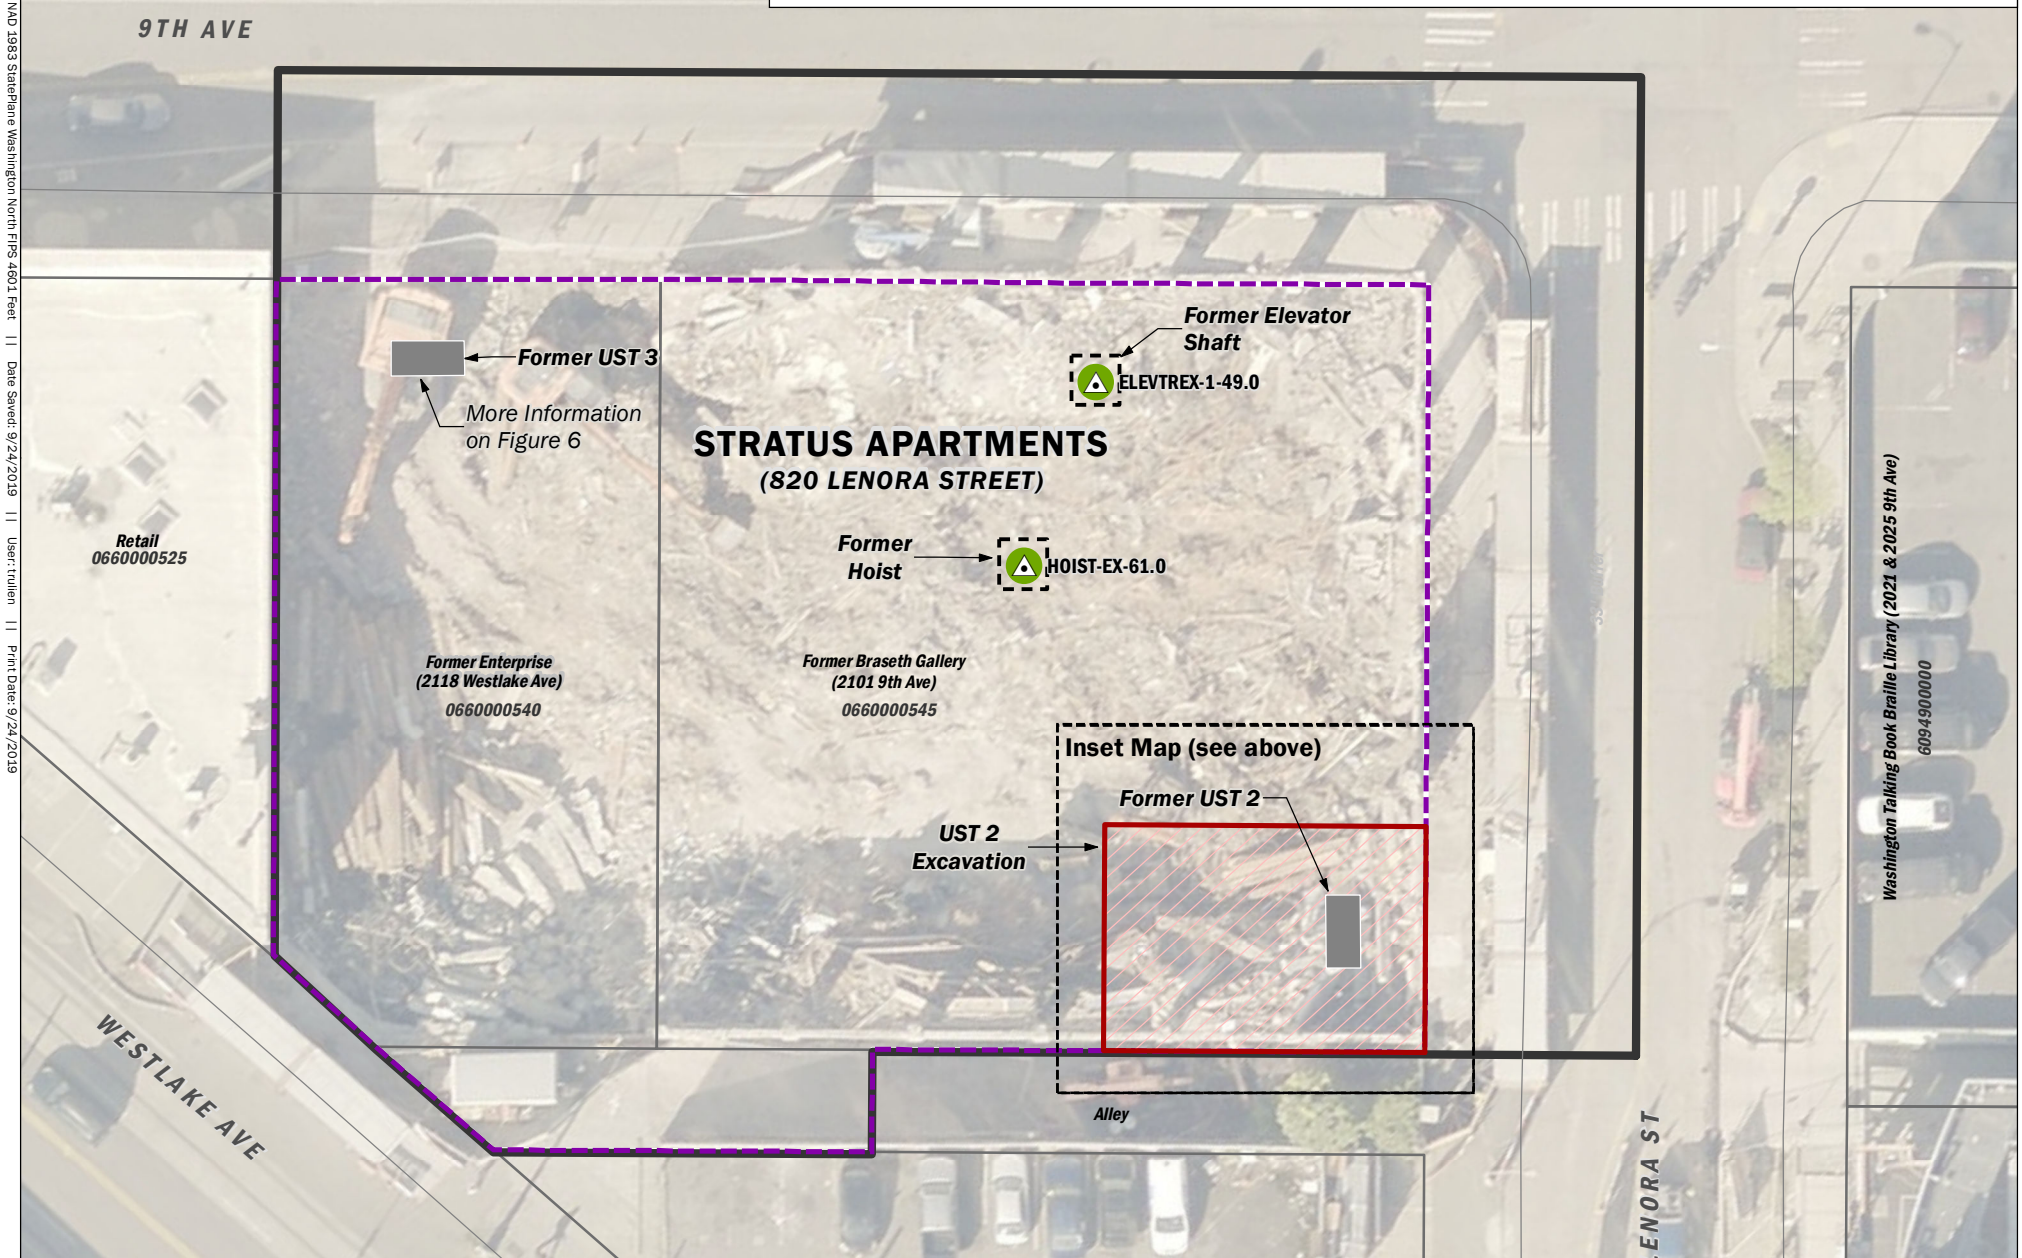 9TH AVE
NAD 1983 StatePlane Washington North FIPS 4601 Feet || Date Saved: 9/24/2019 || User: trulien || Print Date: 9/24/2019
Former Elevator
Shaft
Former UST 3
ELEVTREX-1-49.0
More Information
on Figure 6
STRATUS APARTMENTS
(820 LENORA STREET)
Retail
0660000525
Former
Hoist
HOIST-EX-61.0
Former Enterprise
(2118 Westlake Ave)
0660000540
Former Braseth Gallery
(2101 9th Ave)
0660000545
Washington Talking Book Braille Library (2021 & 2025 9th Ave)
6094900000
Inset Map (see above)
Former UST 2
UST 2
Excavation
WESTLAKE AVE
Alley
ENORA ST